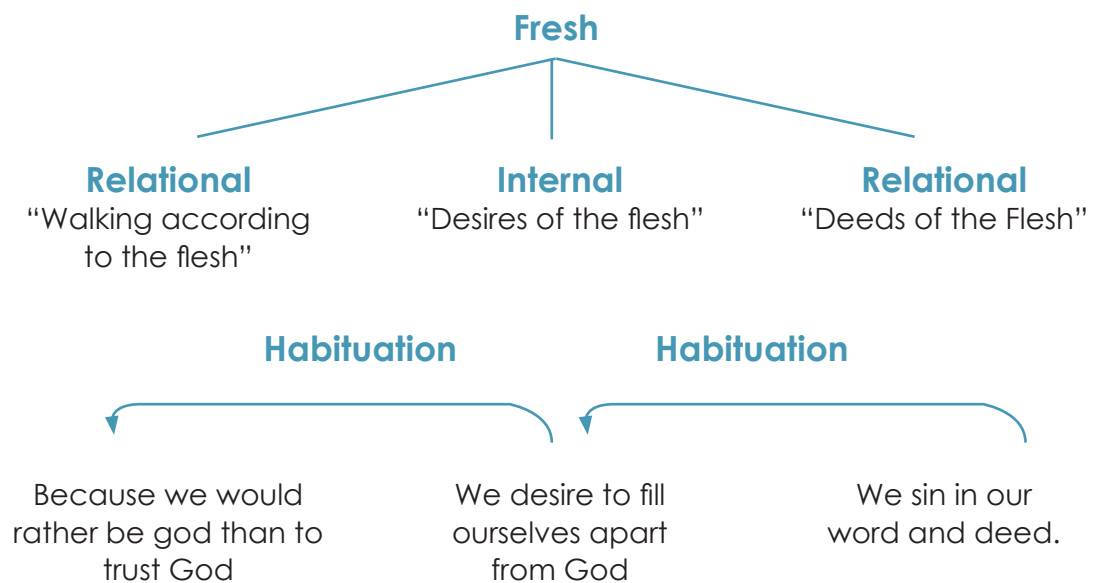 Fresh
Relational
“Walking according
to the flesh”
Internal
“Desires of the flesh”
Relational
“Deeds of the Flesh”
Habituation
Habituation
Because we would
rather be god than to
trust God
We desire to fill
ourselves apart
from God
We sin in our
word and deed.